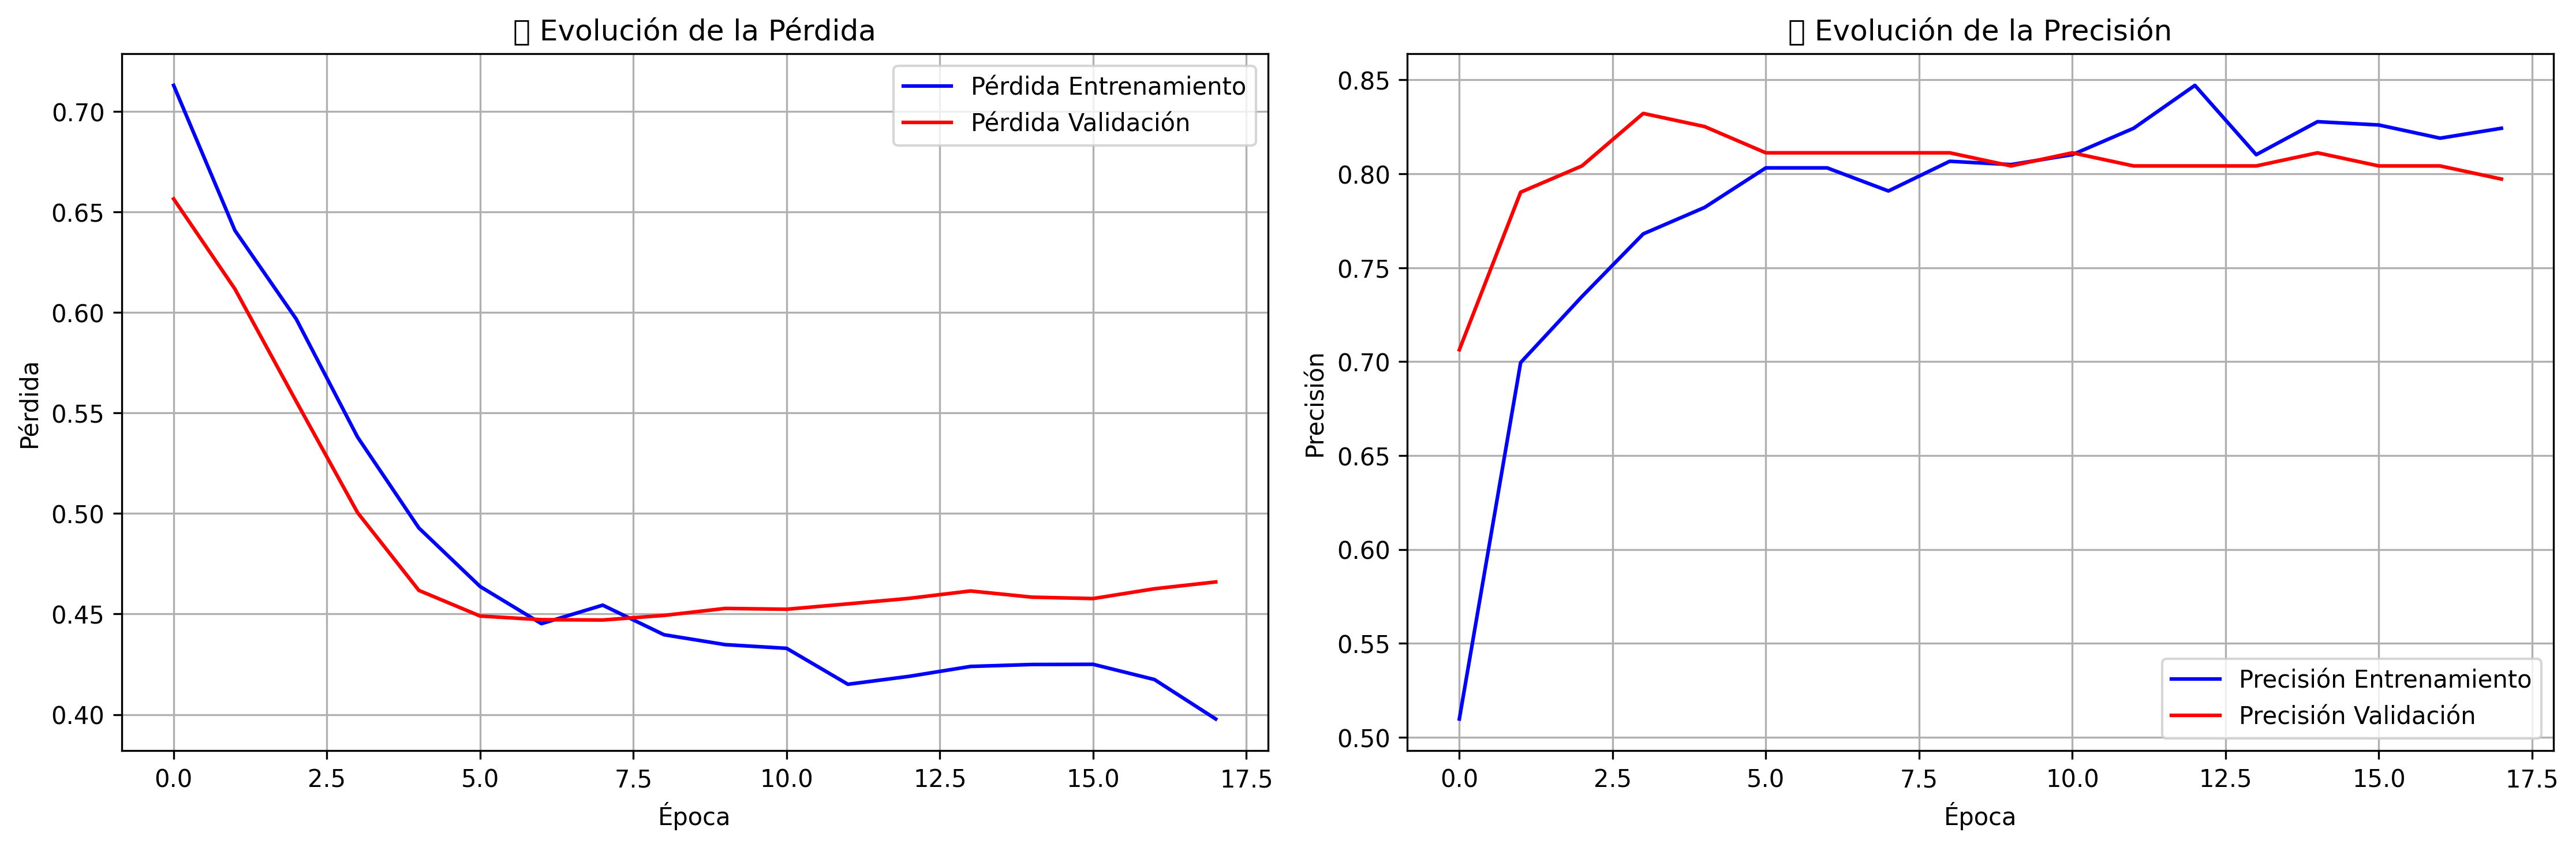 Evolución de la Pérdida
Pérdida Entrenamiento
Pérdida Validación
0.70
0.65
0.60
0.55
0.50
0.45
0.40
Pérdida
0.0 2.5 5.0 7.5 10.0 12.5 15.0 17.5
Época
Evolución de la Precisión
0.85
0.80
0.75
0.70
0.65
0.60
0.55
0.50
Precisión
Precisión Entrenamiento
Precisión Validación
0.0 2.5 5.0 7.5 10.0 12.5 15.0 17.5
Época